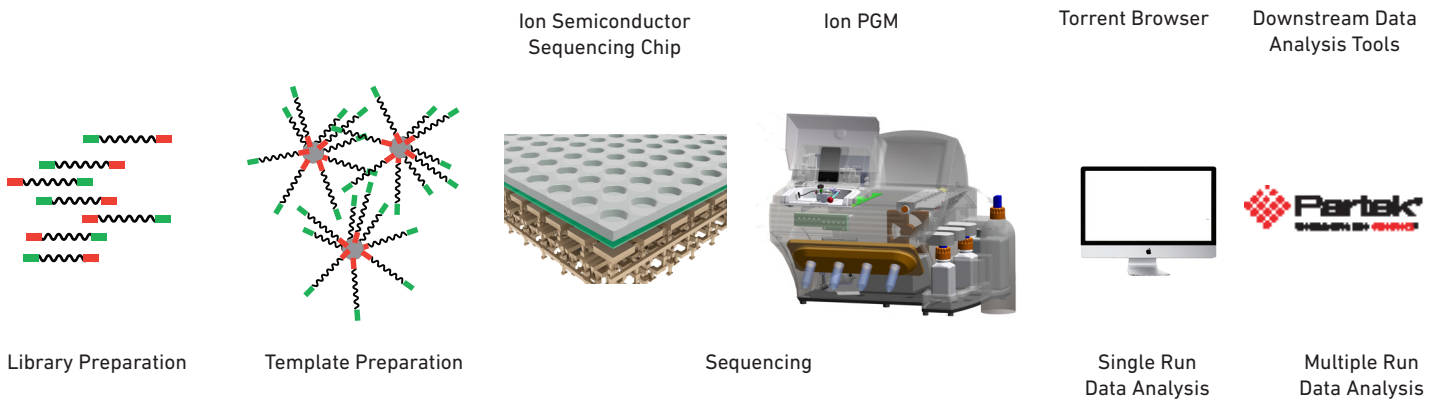 Ion Semiconductor
Sequencing Chip
Ion PGM
Torrent Browser
Downstream Data
Analysis Tools
Partek
Library Preparation
Template Preparation
Sequencing
Single Run
Data Analysis
Multiple Run
Data Analysis